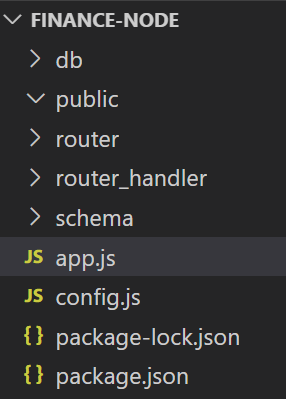 FINANCE-NODE
db
public
router
router_handler
schema
JS app.js
JS config.js
{} package-lock.json
{} package.json